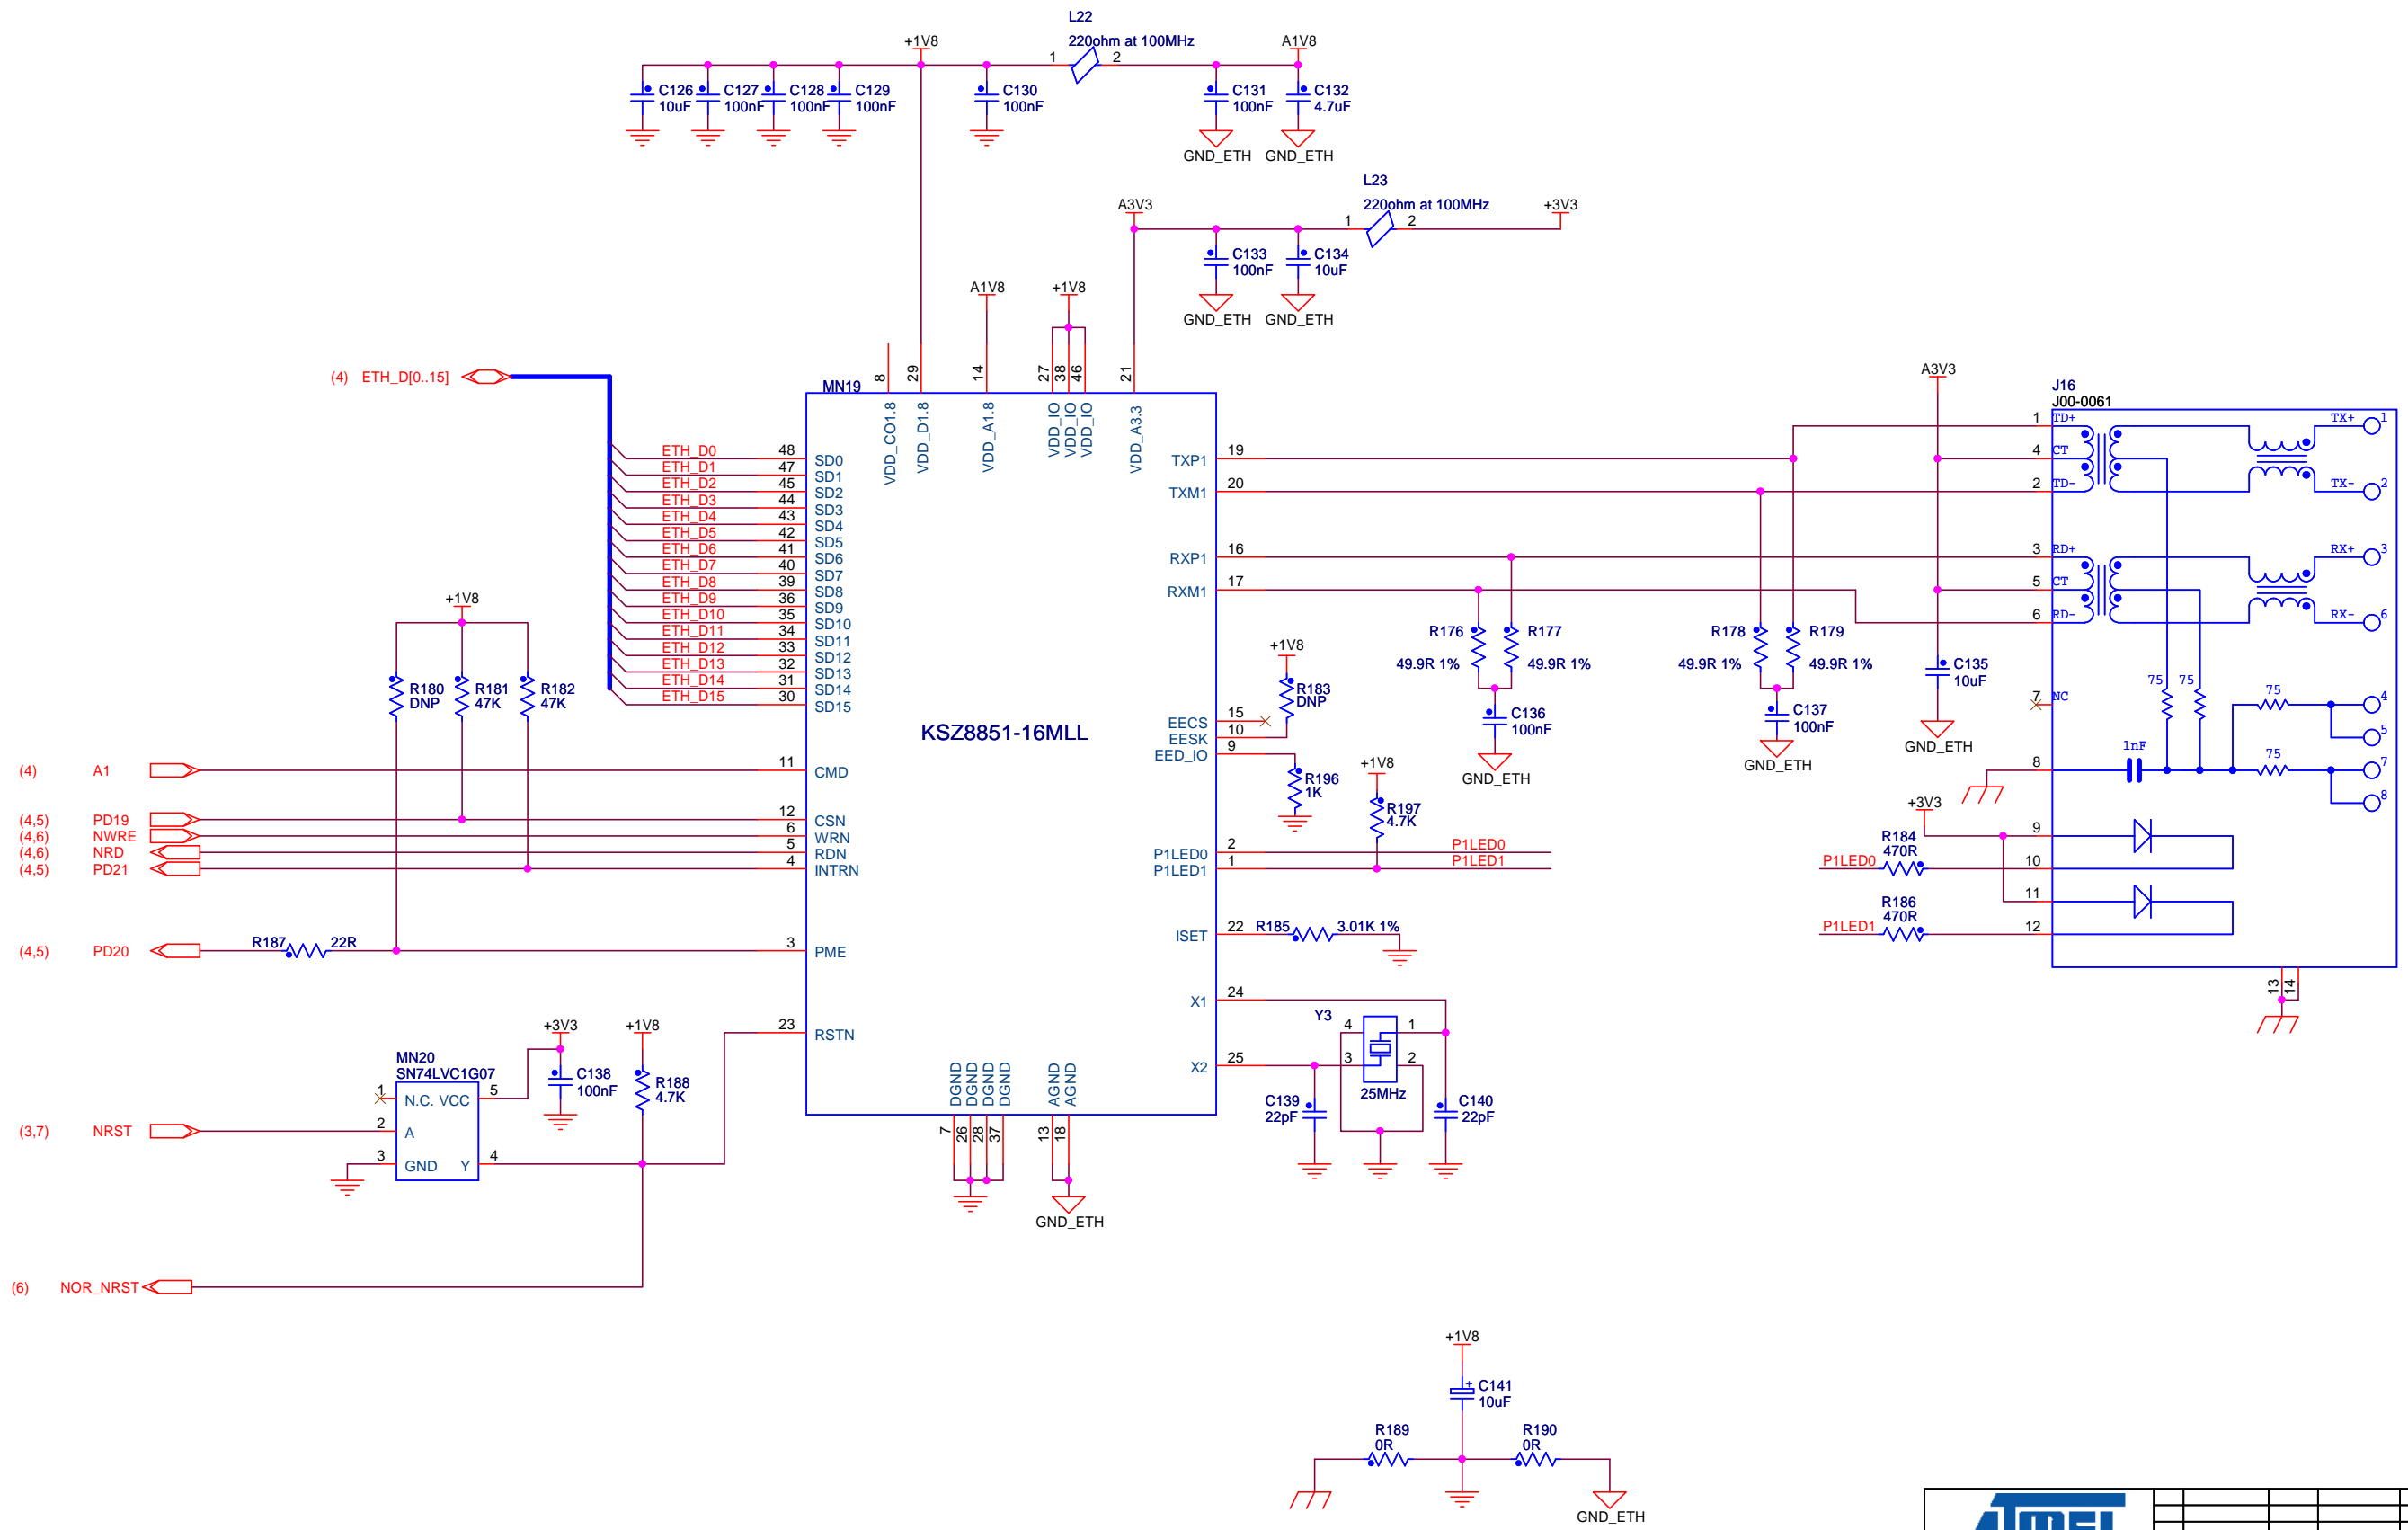 L22
220ohm at 100MHz
+1V8
1
2
A1V8
C126
10uF
C127
100nF
C128
100nF
C129
100nF
C130
100nF
C131
100nF
C132
4.7uF
GND_ETH
GND_ETH
L23
220ohm at 100MHz
A3V3
1
2
+3V3
C133
100nF
C134
10uF
GND_ETH
GND_ETH
A1V8
+1V8
(4) ETH_D[0..15]
MN19
8
29
14
27
38
46
21
VDD_CO1.8
VDD_D1.8
VDD_A1.8
VDD_IO
VDD_IO
VDD_IO
VDD_A3.3
ETH_D0 48 SD0
ETH_D1 47 SD1
ETH_D2 45 SD2
ETH_D3 44 SD3
ETH_D4 43 SD4
ETH_D5 42 SD5
ETH_D6 41 SD6
ETH_D7 40 SD7
ETH_D8 39 SD8
ETH_D9 36 SD9
ETH_D10 35 SD10
ETH_D11 34 SD11
ETH_D12 33 SD12
ETH_D13 32 SD13
ETH_D14 31 SD14
ETH_D15 30 SD15
KSZ8851-16MLL
+1V8
R180
DNP
R181
47K
R182
47K
(4) A1 11 CMD
(4,5) PD19 12 CSN
(4,6) NWRE 6 WRN
(4,6) NRD 5 RDN
(4,5) PD21 4 INTRN
(4,5) PD20 R187 22R 3 PME
23 RSTN
+3V3
+1V8
MN20
SN74LVC1G07
C138
100nF
R188
4.7K
1 N.C. VCC 5
(3,7) NRST 2 A
3 GND Y 4
(6) NOR_NRST
DGND
DGND
DGND
DGND
AGND
AGND
7
26
28
37
13
18
GND_ETH
TXP1 19
TXM1 20
RXP1 16
RXM1 17
R176
49.9R 1%
R177
49.9R 1%
R178
49.9R 1%
R179
49.9R 1%
C136
100nF
GND_ETH
C137
100nF
GND_ETH
+1V8
R183
DNP
EECS 15
EESK 10
EED_IO 9
R196
1K
+1V8
R197
4.7K
P1LED0 2 P1LED0
P1LED1 1 P1LED1
ISET 22 R185 3.01K 1%
X1 24
X2 25
Y3
4
1
3
2
25MHz
C139
22pF
C140
22pF
A3V3
C135
10uF
GND_ETH
J16
J00-0061
1 TD+ TX+ 1
4 CT
2 TD- TX- 2
3 RD+ RX+ 3
5 CT
6 RD- RX- 6
7 NC
75
75
75
4
5
1nF
75
8
7
8
+3V3
9
R184
470R
P1LED0 10
11
R186
470R
P1LED1 12
13
14
+1V8
+
C141
10uF
R189
0R
R190
0R
GND_ETH
ATMEL